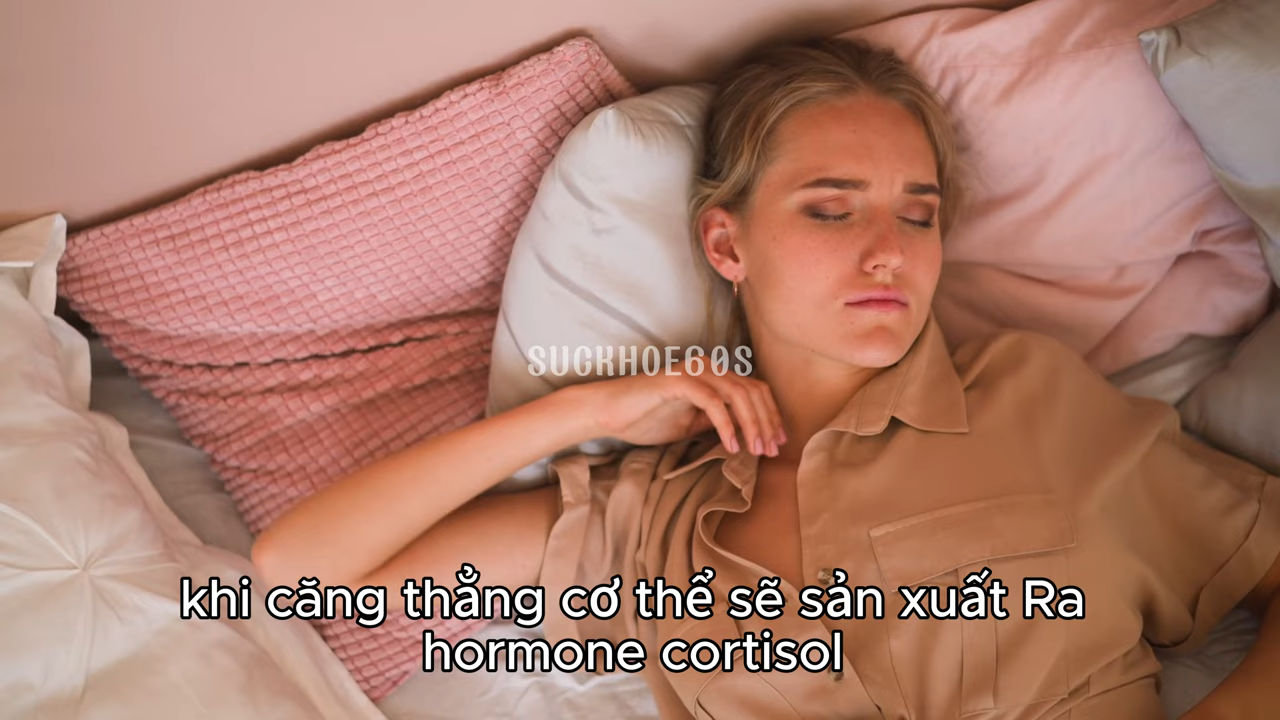 SUCKHOE60S
khi căng thẳng cơ thể sẽ sản xuất Ra
hormone cortisol